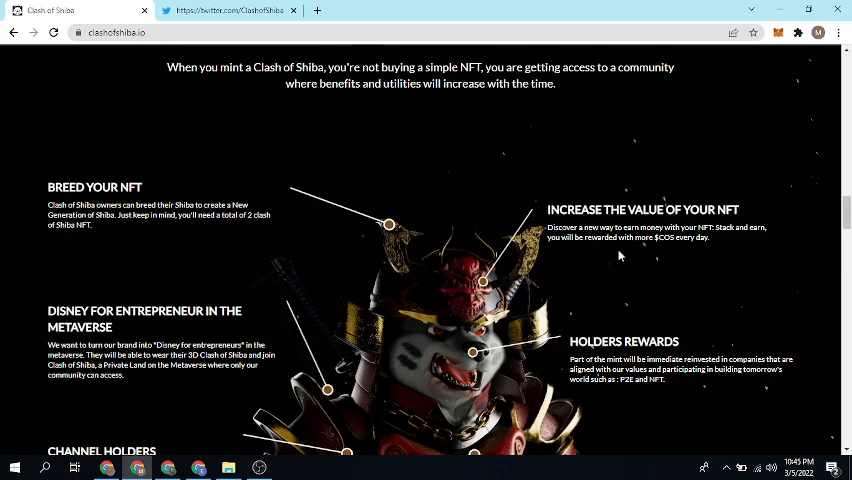 Clash of Shiba
https://twitter.com/ClashofShiba
clashofshiba.io
M
When you mint a Clash of Shiba, you're not buying a simple NFT, you are getting access to a community
where benefits and utilities will increase with the time.
BREED YOUR NFT
Clash of Shiba owners can breed their Shiba to create a New
Generation of Shiba. Just keep in mind, you'll need a total of 2 clash
of Shiba NFT.
INCREASE THE VALUE OF YOUR NFT
Discover a new way to earn money with your NFT: Stack and earn,
you will be rewarded with more $COS every day.
DISNEY FOR ENTREPRENEUR IN THE
METAVERSE
We want to turn our brand into "Disney for entrepreneurs" in the
metaverse. They will be able to wear their 3D Clash of Shiba and join
Clash of Shiba, a Private Land on the Metaverse where only our
community can access.
HOLDERS REWARDS
Part of the mint will be immediate reinvested in companies that are
aligned with our values and participating in building tomorrow's
world such as : P2E and NFT.
CHANNEL HOLDERS
10:45 PM
3/5/2022
2